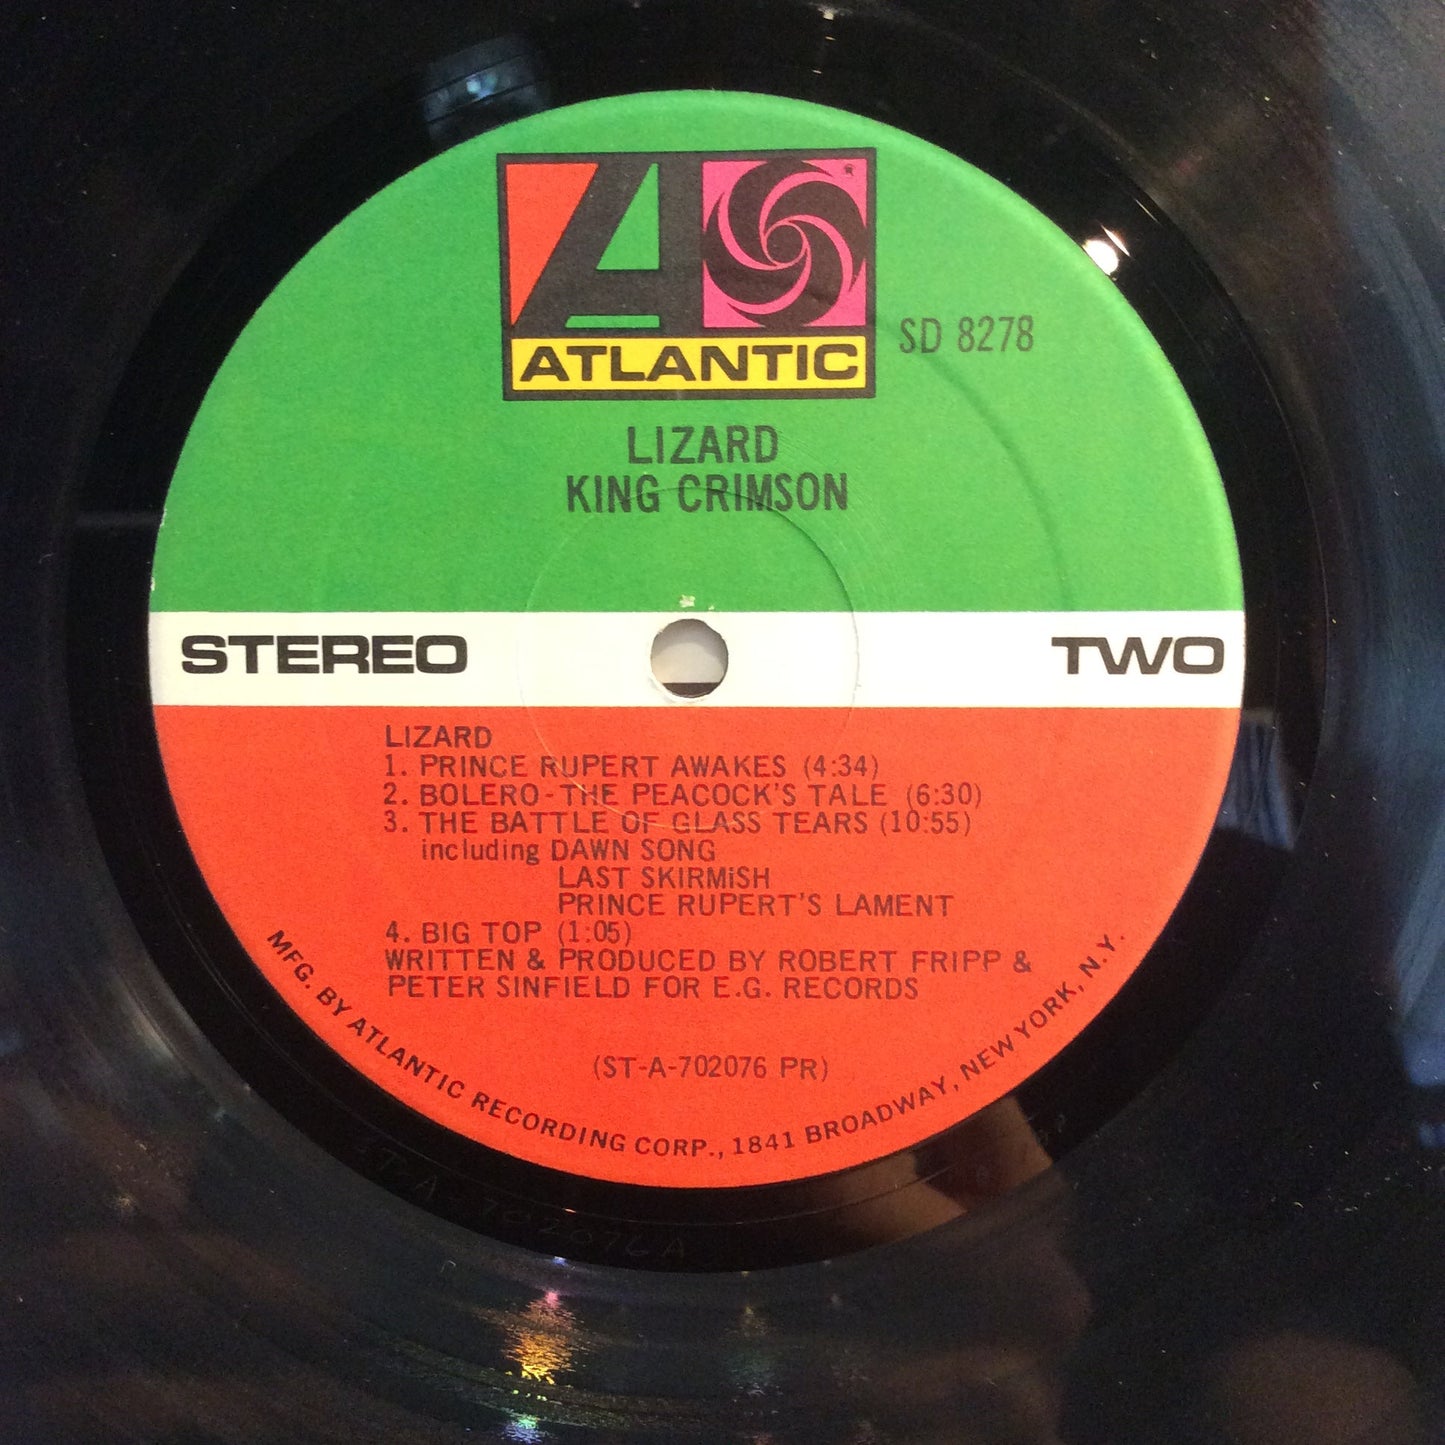 ATLANTIC
®
SD 8278
LIZARD
KING CRIMSON
STEREO
TWO
LIZARD
1. PRINCE RUPERT AWAKES (4:34)
2. BOLERO - THE PEACOCK'S TALE (6:30)
3. THE BATTLE OF GLASS TEARS (10:55)
including DAWN SONG
LAST SKIRMiSH
PRINCE RUPERT'S LAMENT
4. BIG TOP (1:05)
WRITTEN & PRODUCED BY ROBERT FRIPP &
PETER SINFIELD FOR E.G. RECORDS
(ST-A-702076 PR)
MFG. BY ATLANTIC RECORDING CORP., 1841 BROADWAY, NEW YORK, N.Y.
ST-A-702076A